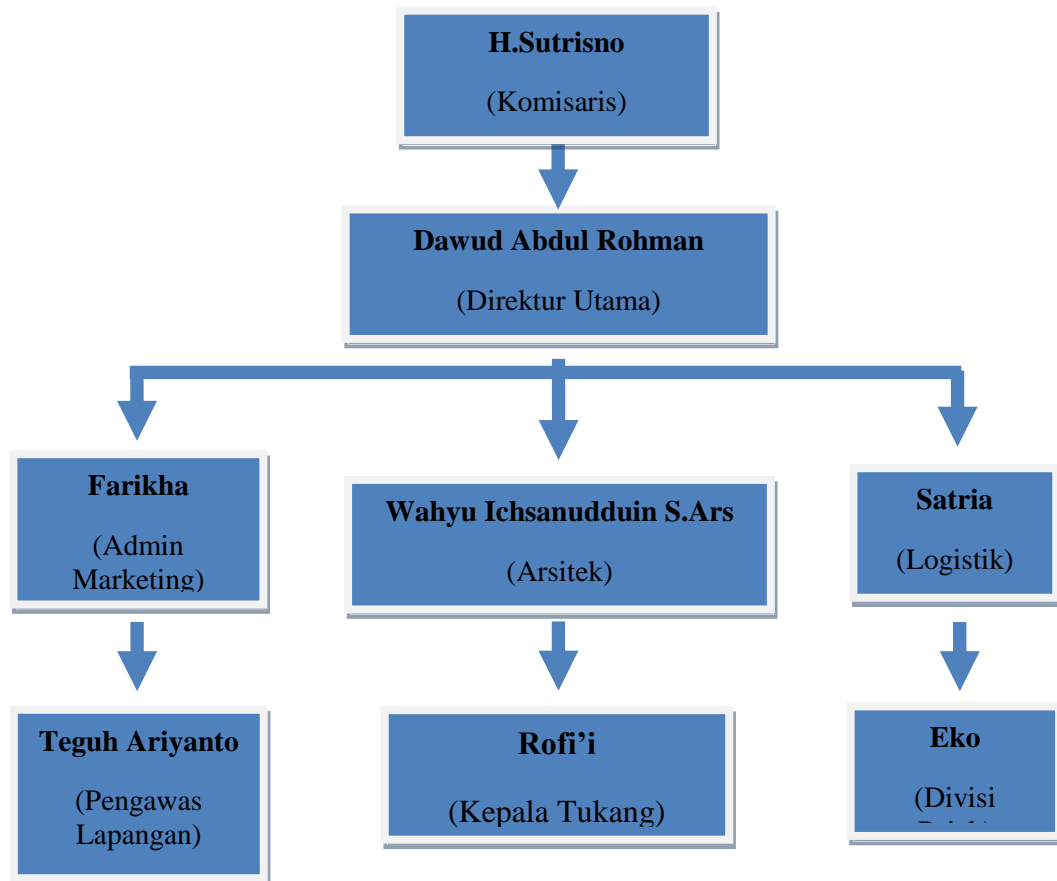 H.Sutrisno
(Komisaris)
Dawud Abdul Rohman
(Direktur Utama)
Farikha
(Admin
Marketing)
Wahyu Ichsanudduin S.Ars
(Arsitek)
Satria
(Logistik)
Teguh Ariyanto
(Pengawas
Lapangan)
Rofi’i
(Kepala Tukang)
Eko
(Divisi